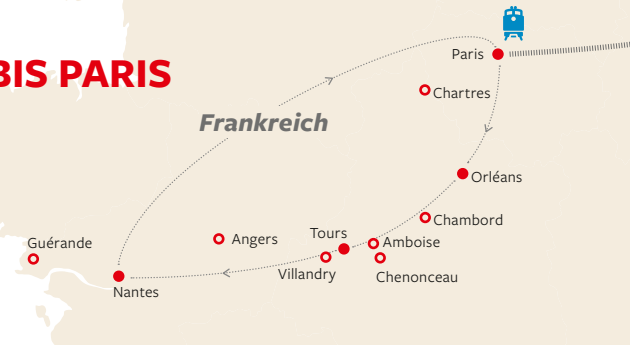 BIS PARIS
Paris
Chartres
Frankreich
Orléans
Chambord
Tours
Angers
Amboise
Guérande
Villandry
Chenonceau
Nantes